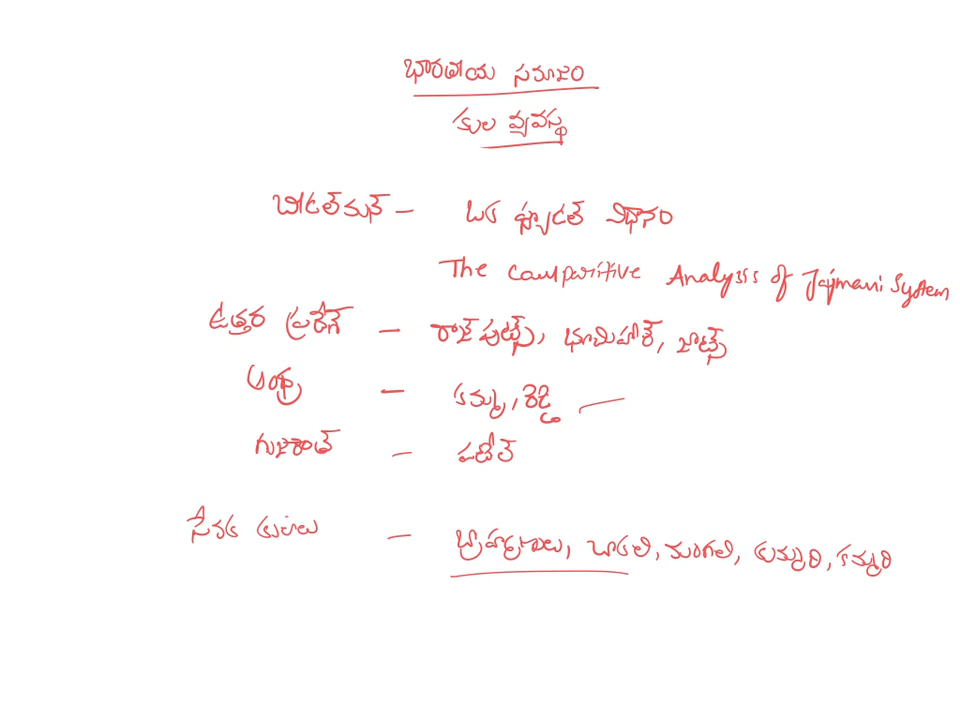 భారతీయ సమాజం
కుల వ్యవస్థ
బీడల్‌మన్ – ఒక ఫ్యూడల్ విధానం
The comparitive Analysis of Jajmani System
ఉత్తర ప్రదేశ్ – రాజ్‌పుట్స్, భూమిహార్, జాట్స్
ఆంధ్ర – కమ్మ, రెడ్డి –
గుజరాత్ – పటేల్
సేవక కులాలు – బ్రాహ్మణులు, చాకలి, మంగలి, కుమ్మరి, కమ్మరి